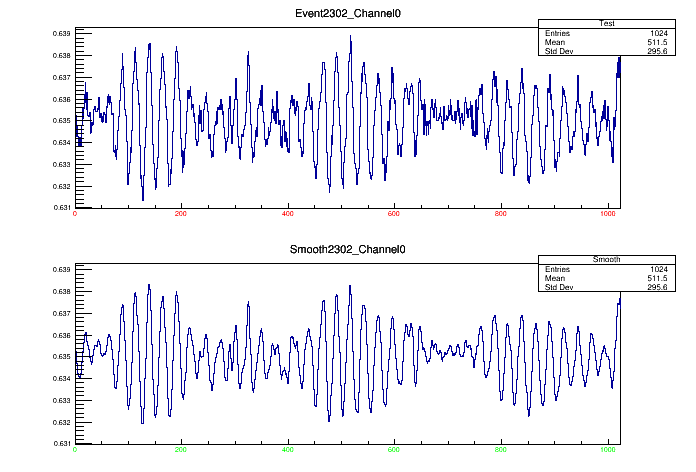 Event2302_Channel0
Test
Entries 1024
Mean 511.5
Std Dev 295.6
0.639
0.638
0.637
0.636
0.635
0.634
0.633
0.632
0.631
0 200 400 600 800 1000
Smooth2302_Channel0
Smooth
Entries 1024
Mean 511.5
Std Dev 295.6
0.639
0.638
0.637
0.636
0.635
0.634
0.633
0.632
0.631
0 200 400 600 800 1000